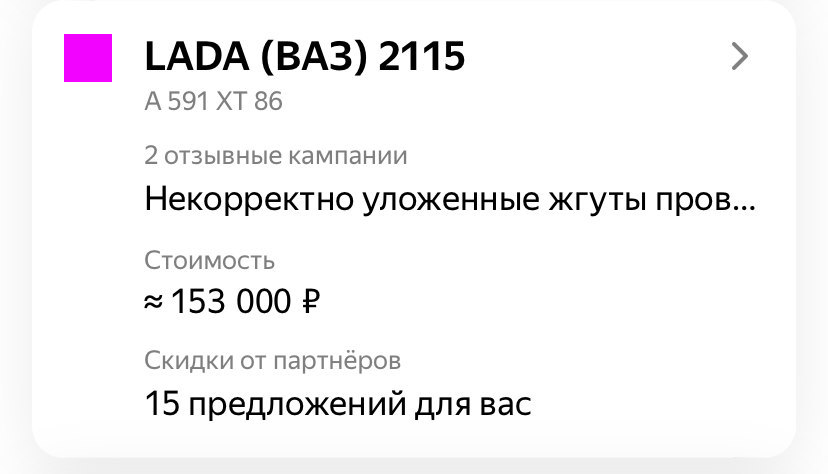 LADA (ВАЗ) 2115
А 591 ХТ 86
2 отзывные кампании
Некорректно уложенные жгуты пров...
Стоимость
≈ 153 000 ₽
Скидки от партнёров
15 предложений для вас